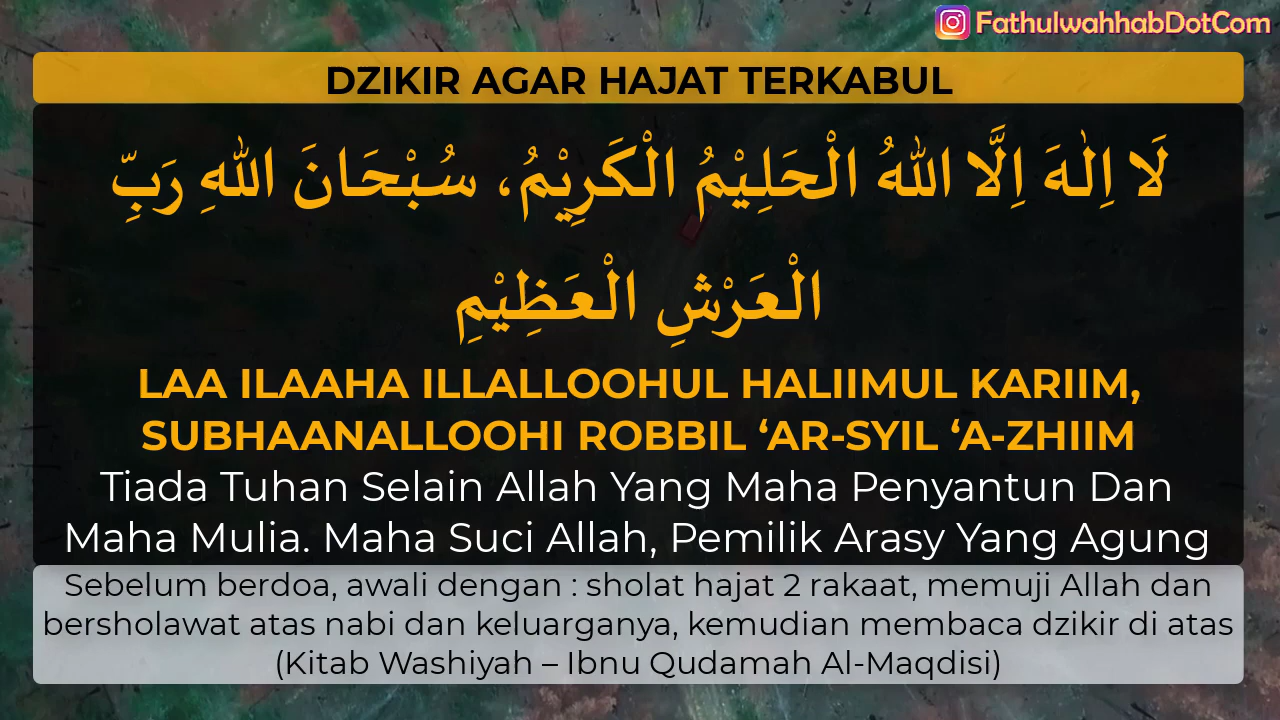 FathulwahhabDotCom
DZIKIR AGAR HAJAT TERKABUL
لَا اِلٰهَ اِلَّا اللهُ الْحَلِيْمُ الْكَرِيْمُ، سُبْحَانَ اللهِ رَبِّ
الْعَرْشِ الْعَظِيْمِ
LAA ILAAHA ILLALLOOHUL HALIIMUL KARIIM,
SUBHAANALLOOHI ROBBIL ‘AR-SYIL ‘A-ZHIIM
Tiada Tuhan Selain Allah Yang Maha Penyantun Dan
Maha Mulia. Maha Suci Allah, Pemilik Arasy Yang Agung
Sebelum berdoa, awali dengan : sholat hajat 2 rakaat, memuji Allah dan
bersholawat atas nabi dan keluarganya, kemudian membaca dzikir di atas
(Kitab Washiyah – Ibnu Qudamah Al-Maqdisi)